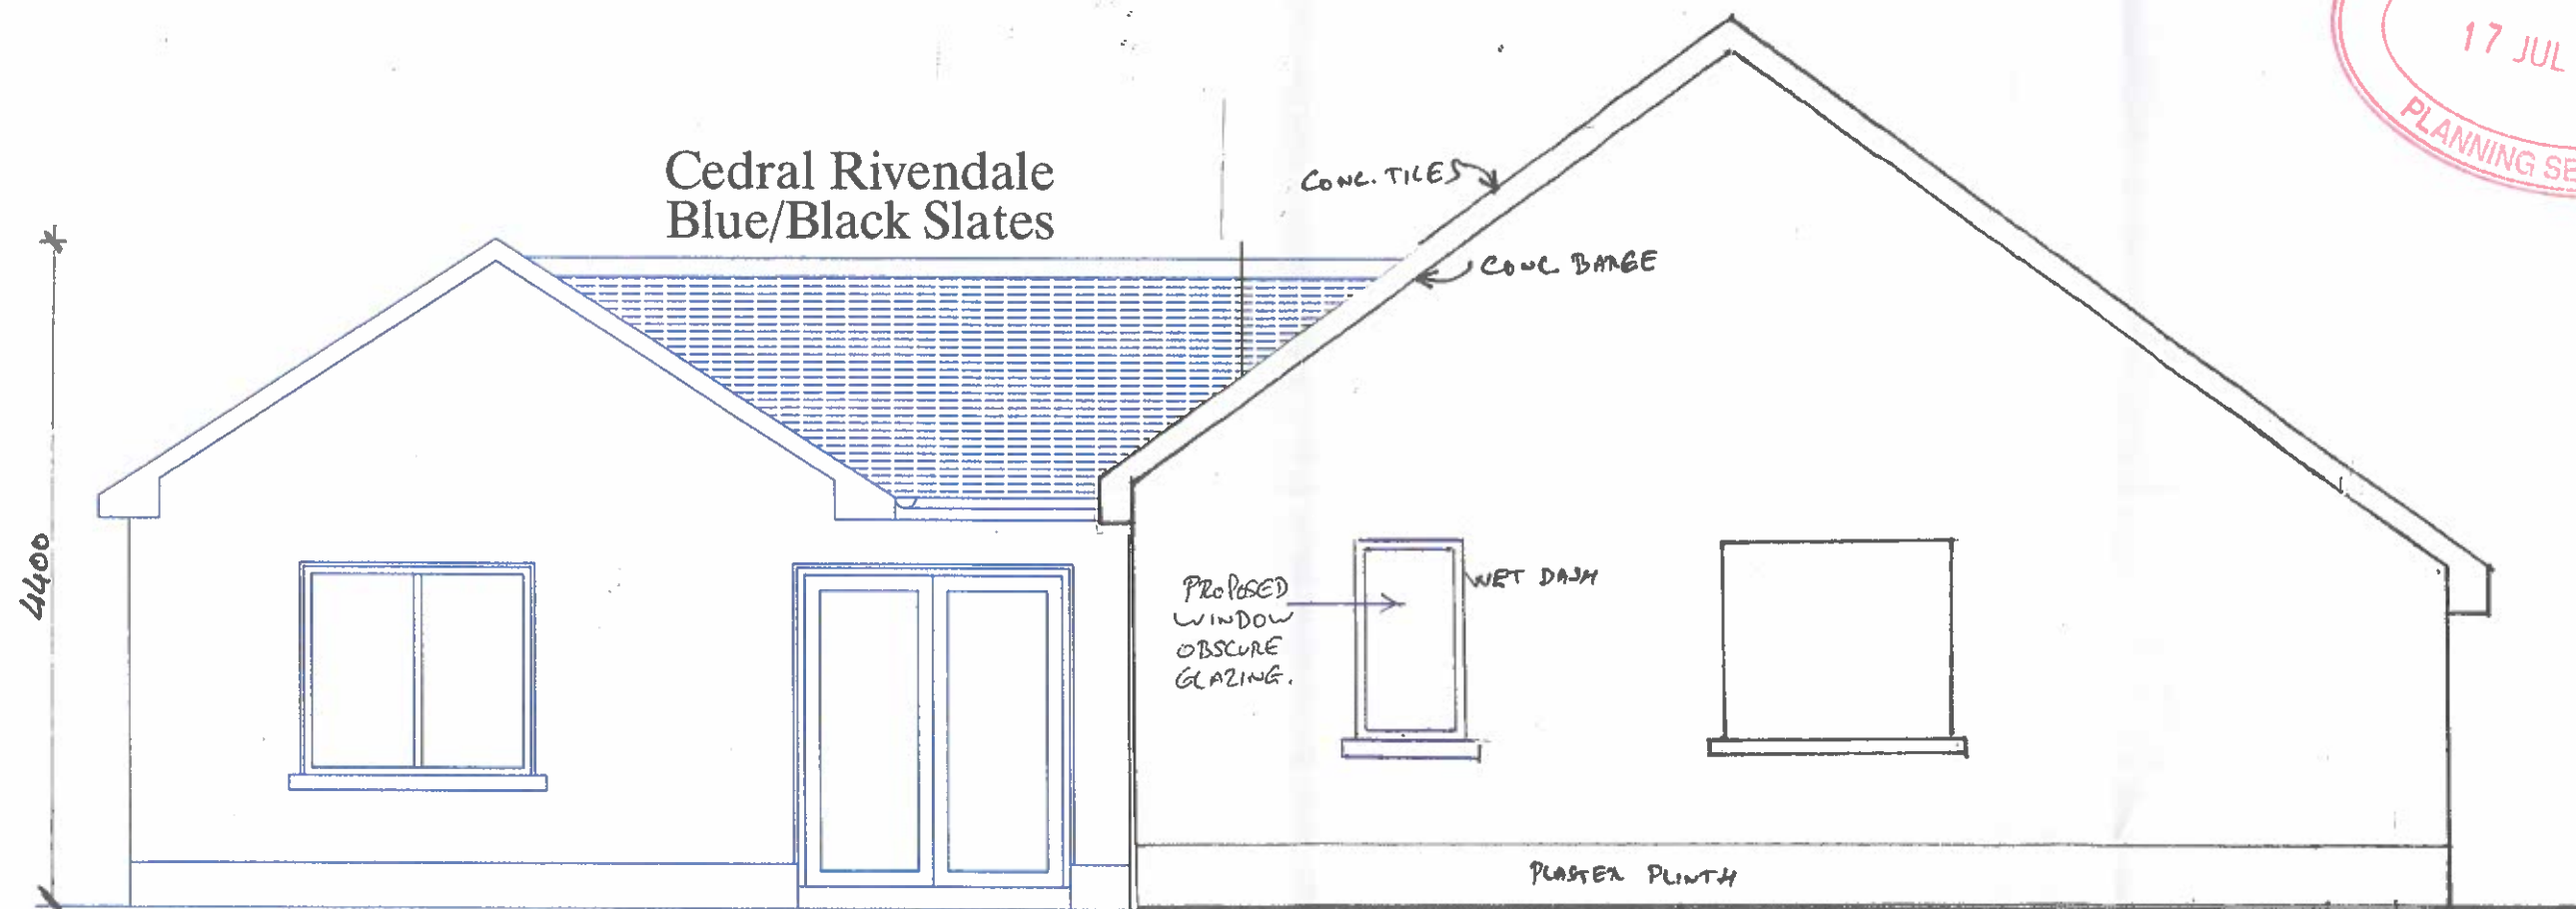 17 JUL
PLANNING SE
Cedral Rivendale
Blue/Black Slates
CONC. TILES
CONC BARGE
4400
PROPOSED
WINDOW
OBSCURE
GLAZING.
WET DASH
PLASTER PLINTH